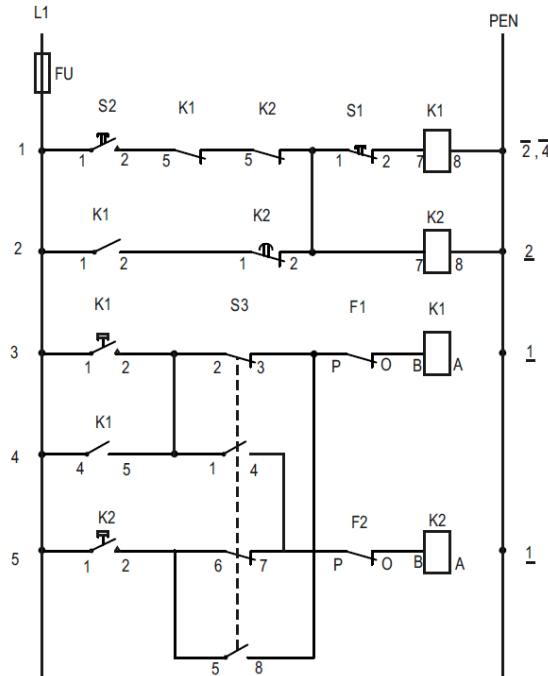 L1 PEN
FU
S2 K1 K2 S1 K1
1 1 2 5 5 1 2 7 8 2, 4
K1 K2 K2
2 1 2 1 2 7 8 2
K1 S3 F1 K1
3 1 2 2 3 P O B A 1
K1
4 4 5 1 4
K2 F2 K2
5 1 2 6 7 P O B A 1
5 8